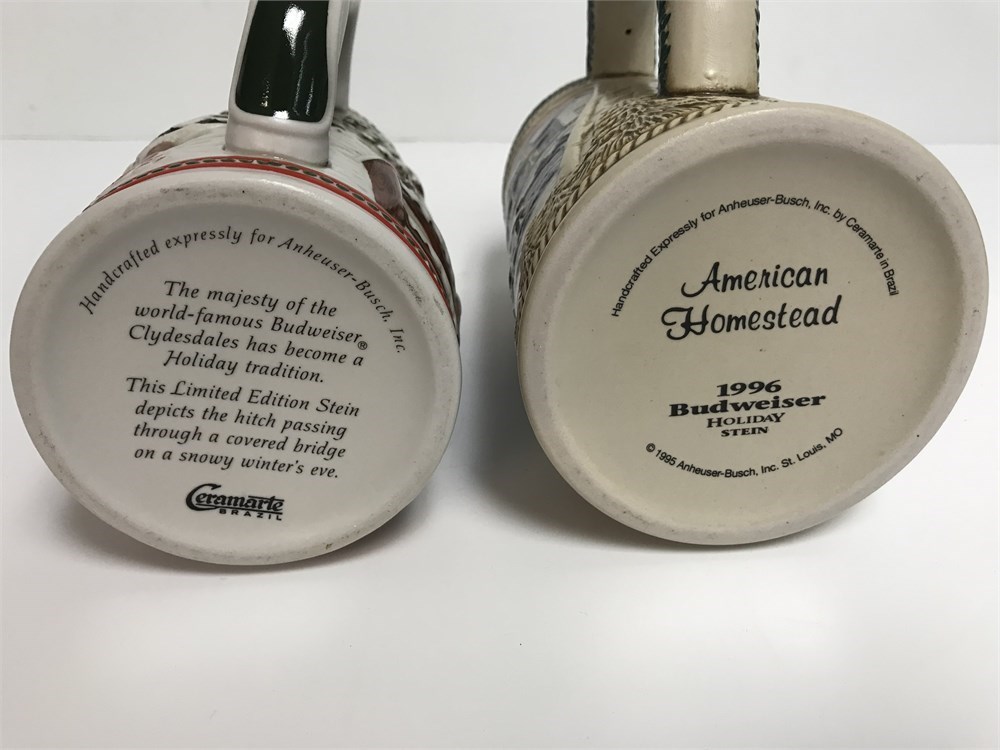 Handcrafted expressly for Anheuser-Busch, Inc.
The majesty of the
world-famous Budweiser®
Clydesdales has become a
Holiday tradition.
This Limited Edition Stein
depicts the hitch passing
through a covered bridge
on a snowy winter's eve.
Ceramarte
BRAZIL
Handcrafted Expressly for Anheuser-Busch, Inc. by Ceramarte in Brazil
American
Homestead
1996
Budweiser
HOLIDAY
STEIN
© 1995 Anheuser-Busch, Inc. St. Louis, MO